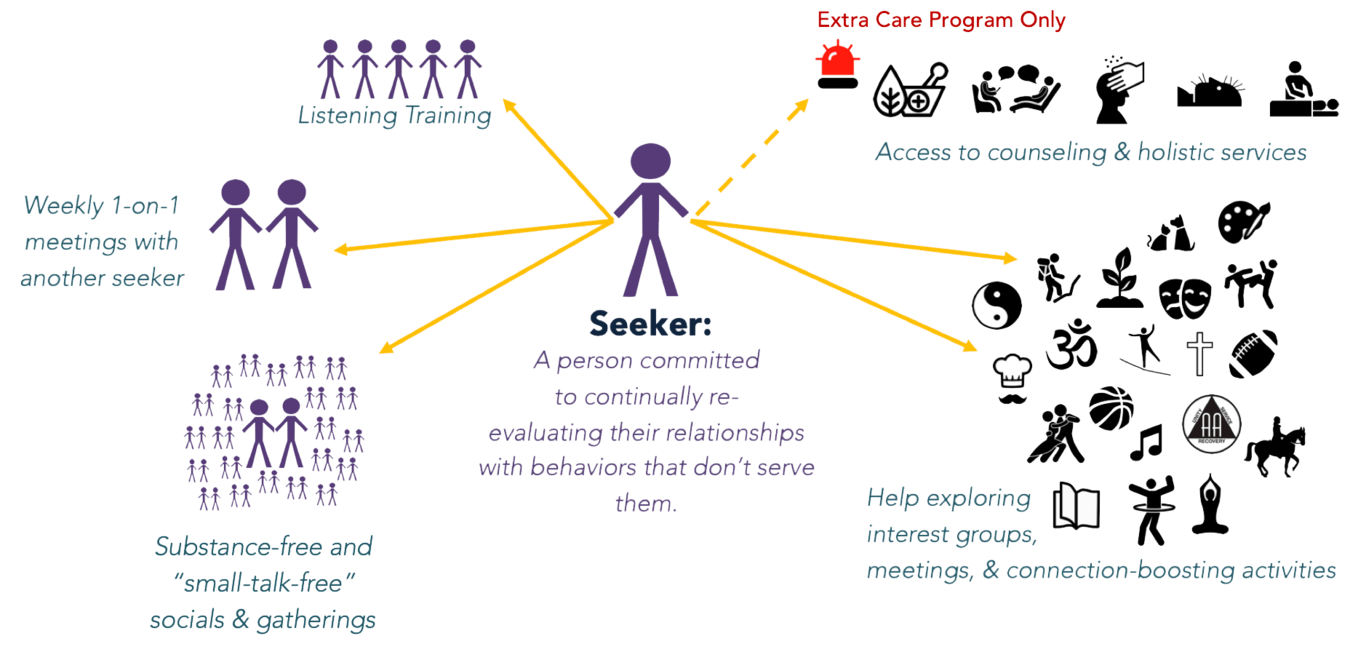 Extra Care Program Only
Listening Training
Access to counseling & holistic services
Weekly 1-on-1
meetings with
another seeker
Seeker:
A person committed
to continually re-
evaluating their relationships
with behaviors that don't serve
them.
Substance-free and
“small-talk-free”
socials & gatherings
ॐ
UNITY
SERVICE
AA
RECOVERY
Help exploring
interest groups,
meetings, & connection-boosting activities